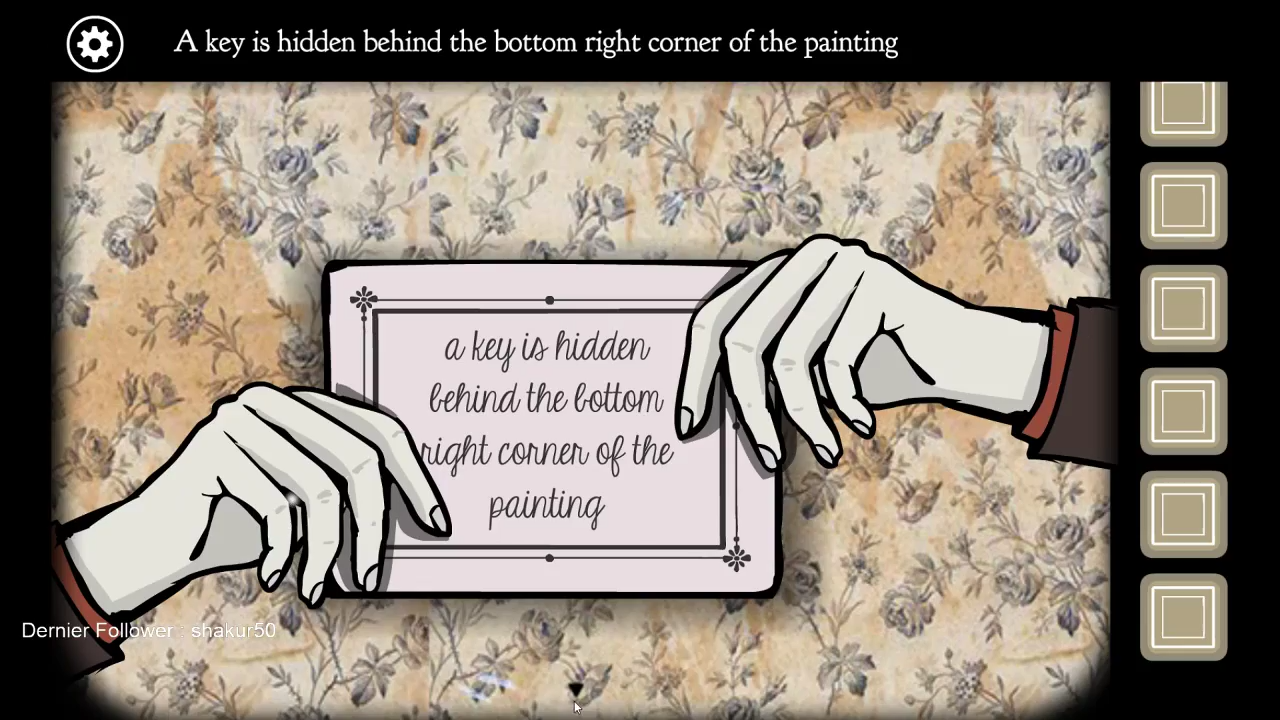 A key is hidden behind the bottom right corner of the painting
a key is hidden
behind the bottom
right corner of the
painting
Dernier Follower : shakur50